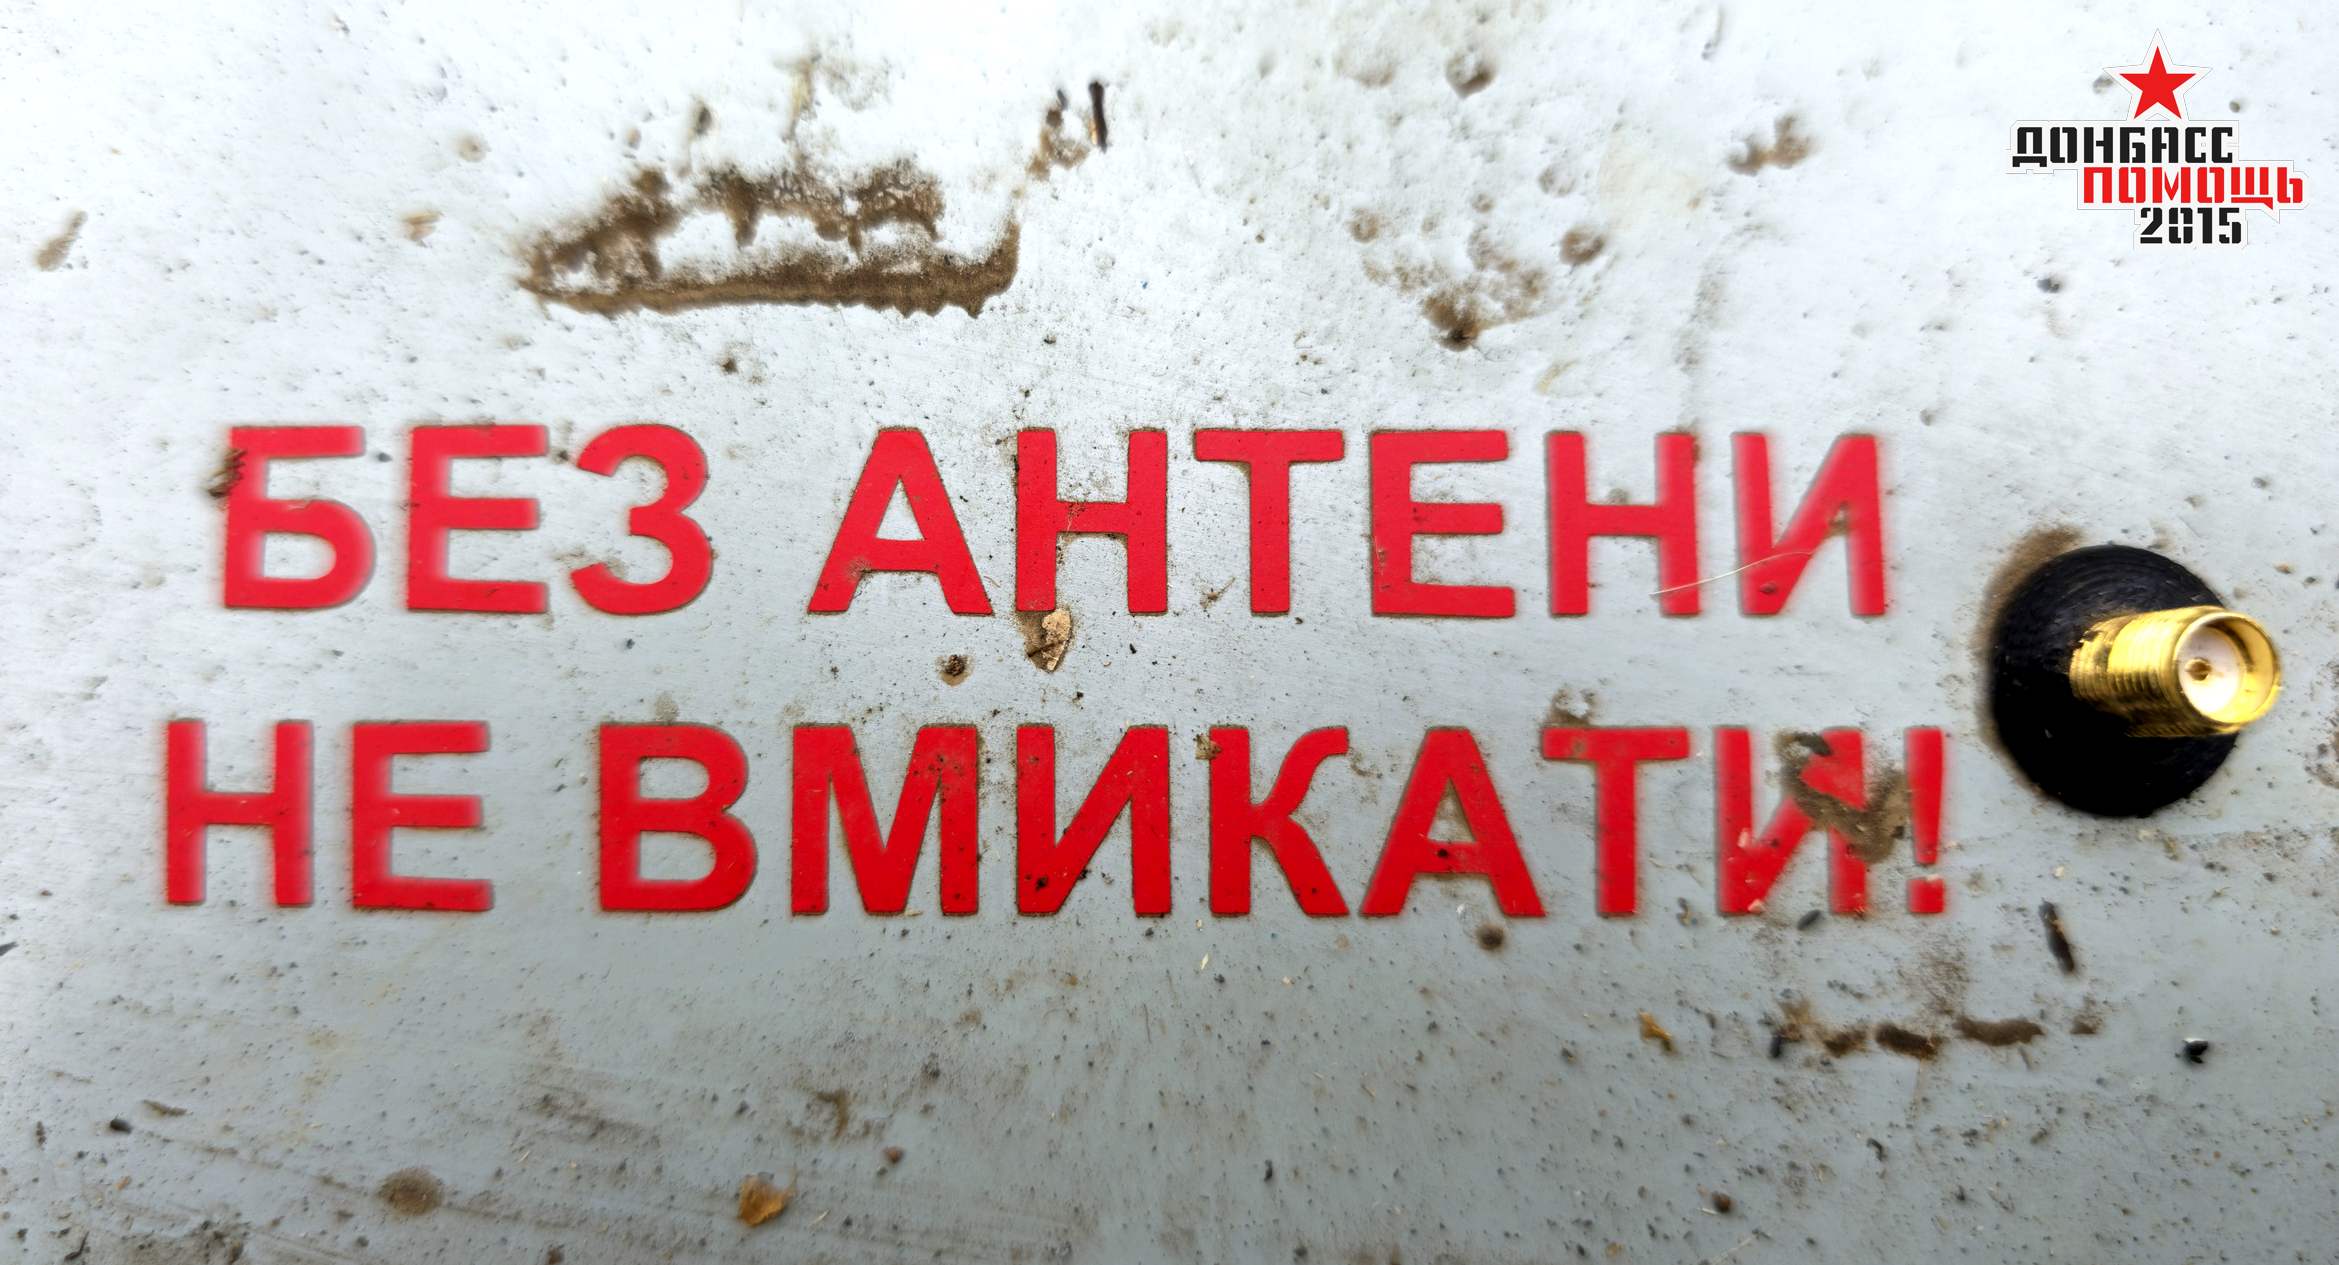 ДОНБАСС
ПОМОЩЬ
2015
БЕЗ АНТЕНИ
НЕ ВМИКАТИ!